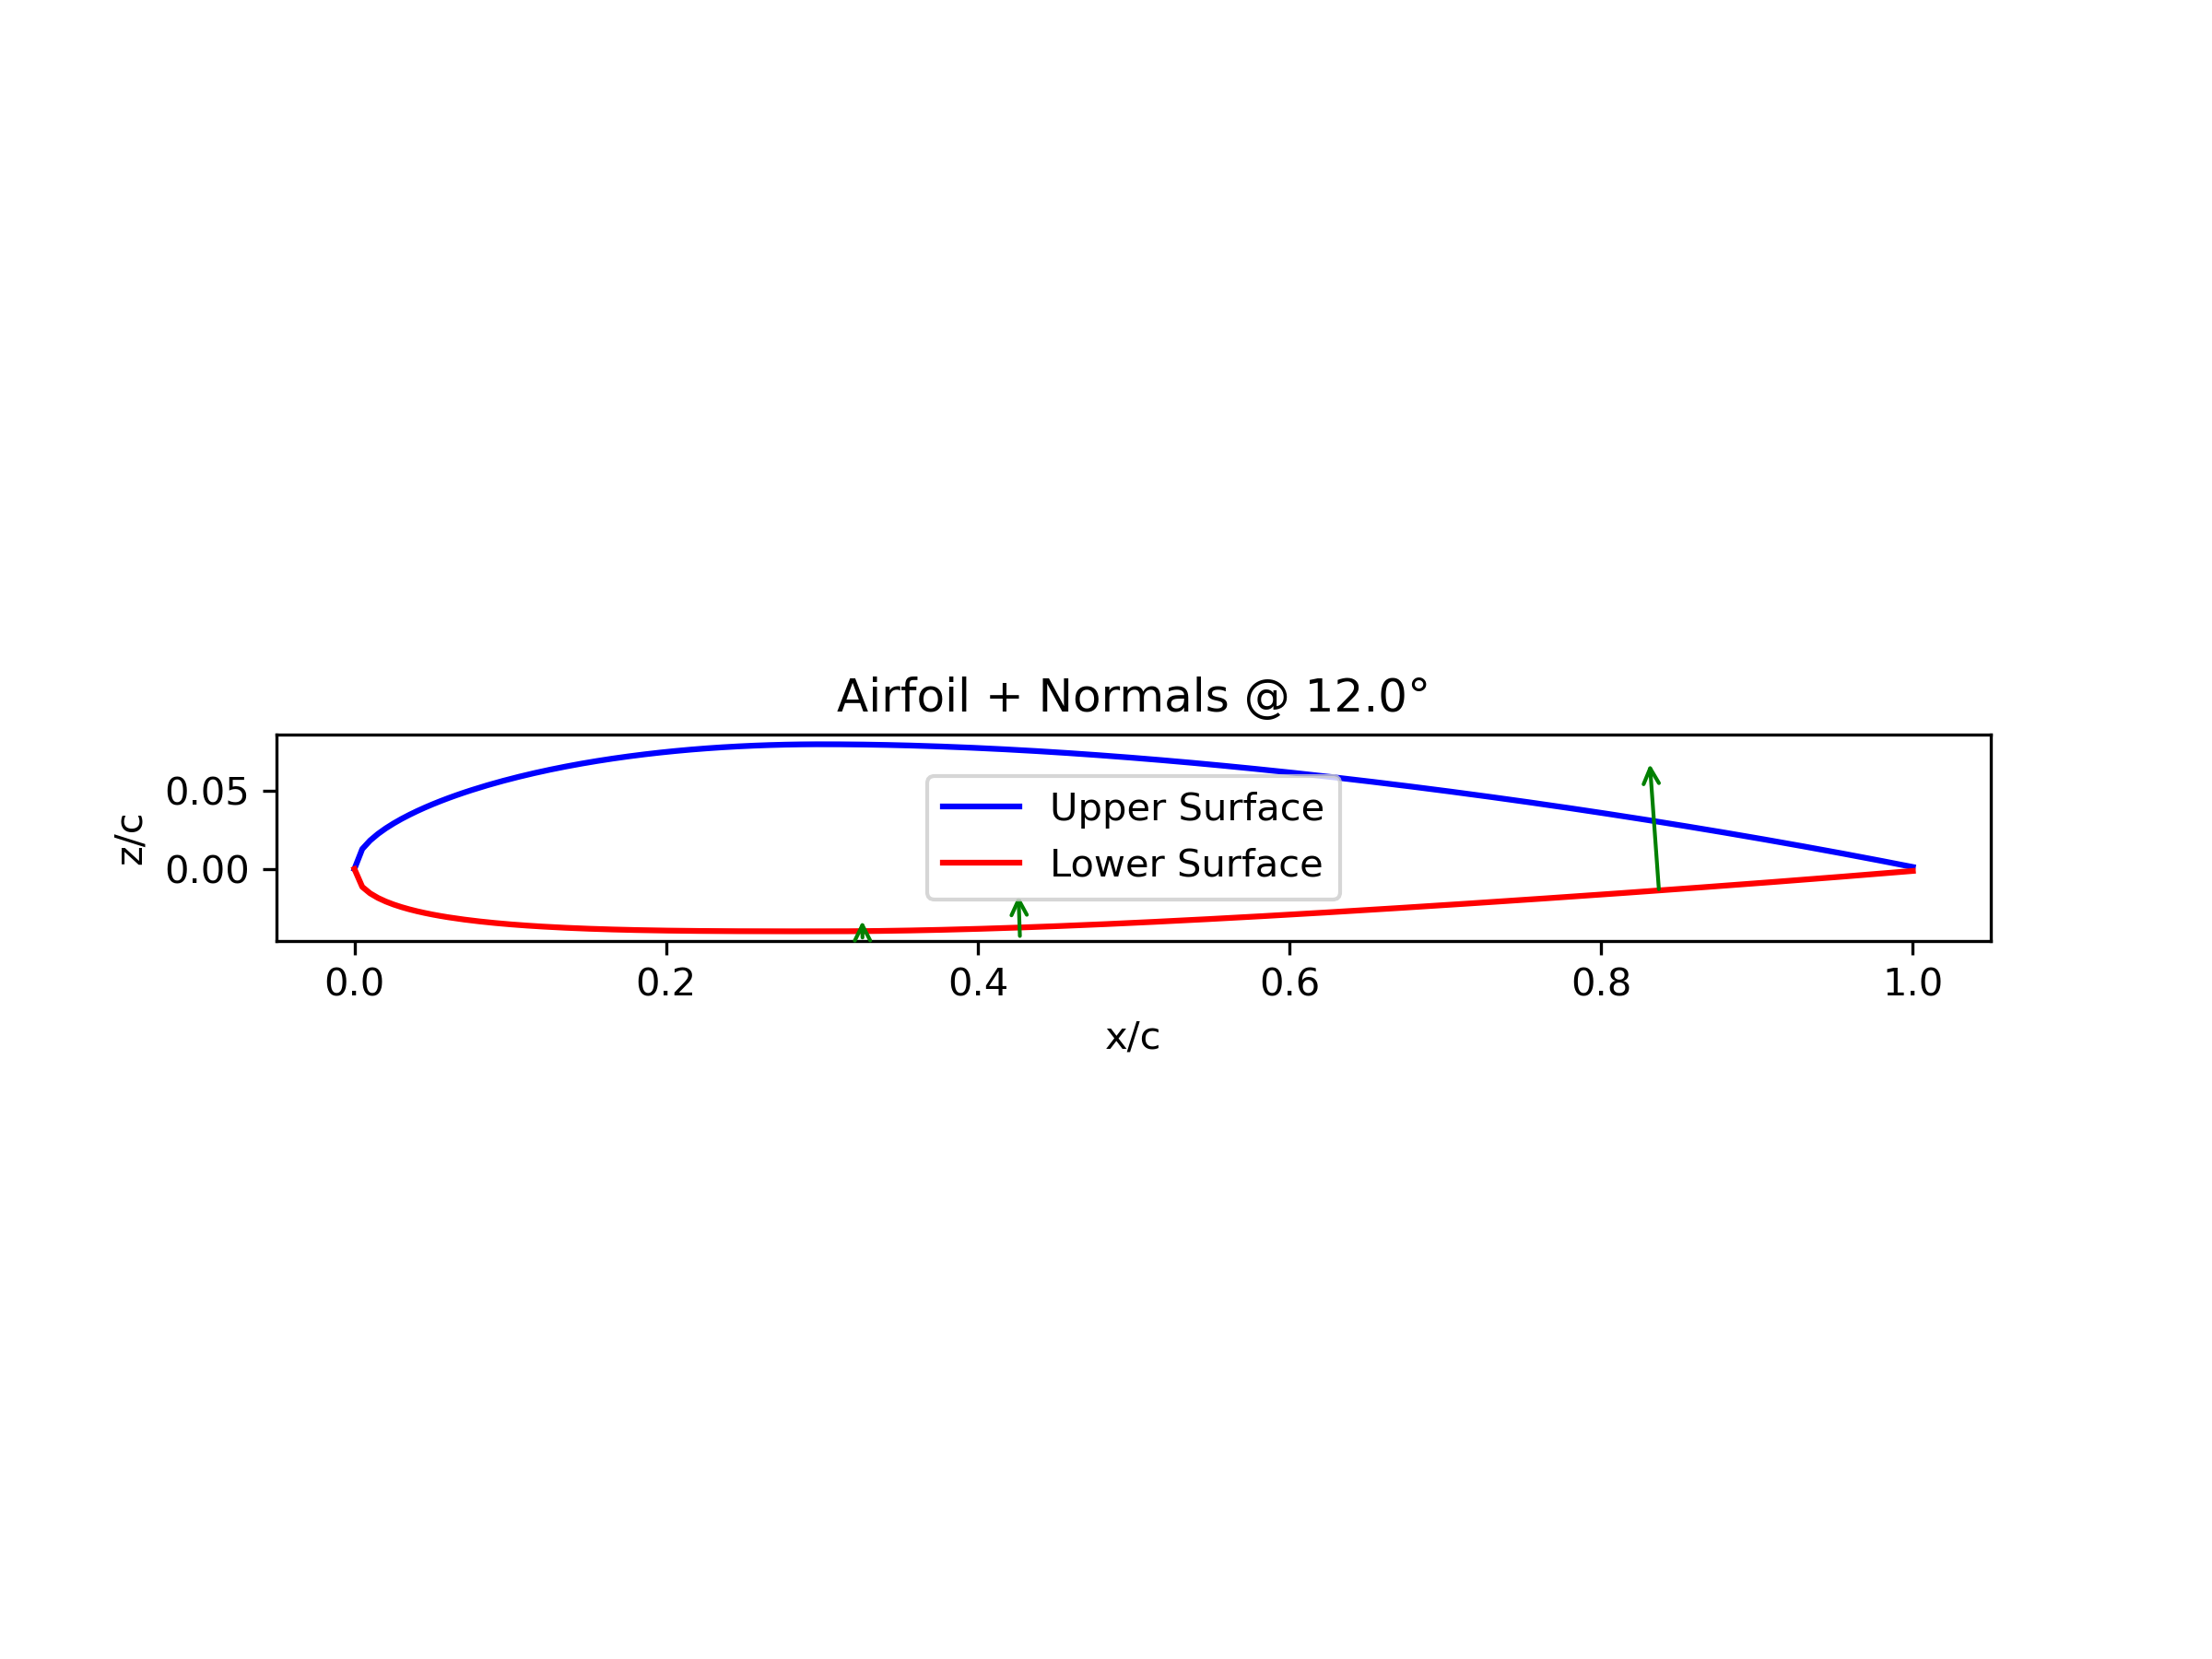 Airfoil + Normals @ 12.0°
z/c
0.05
0.00
Upper Surface
Lower Surface
0.0 0.2 0.4 0.6 0.8 1.0
x/c